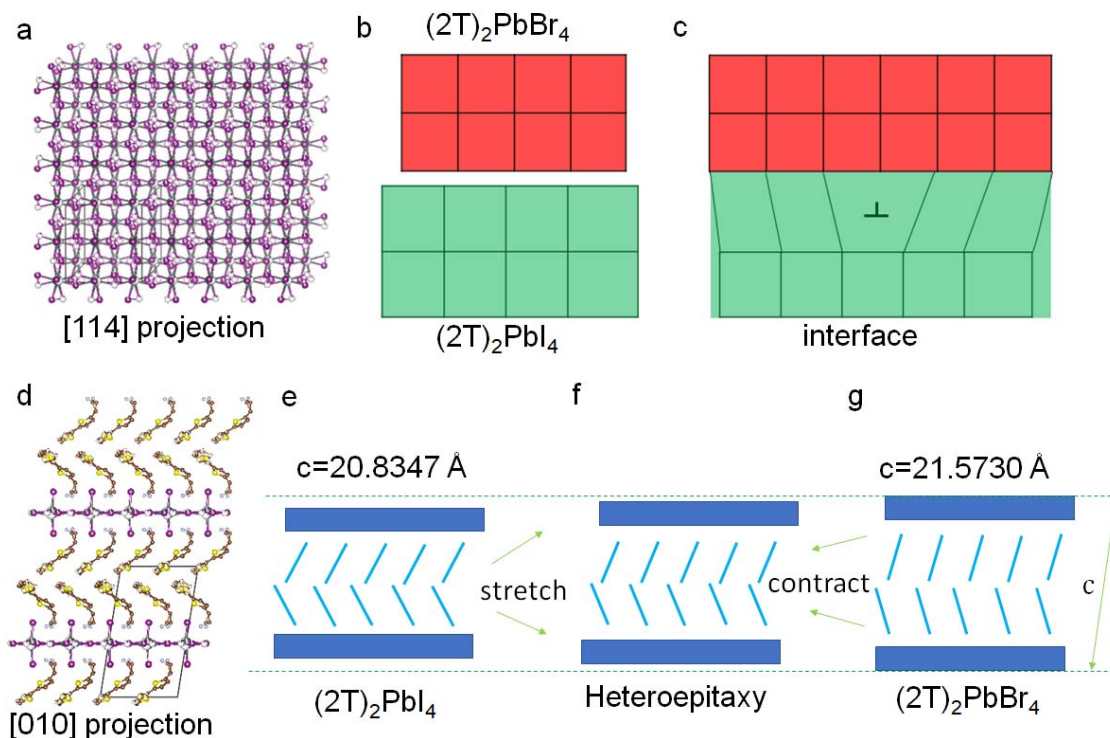 a
b
(2T)₂PbBr₄
c
[114] projection
(2T)₂PbI₄
interface
d
e
f
g
c=20.8347 Å
c=21.5730 Å
stretch
contract
c
(2T)₂PbI₄
Heteroepitaxy
(2T)₂PbBr₄
[010] projection